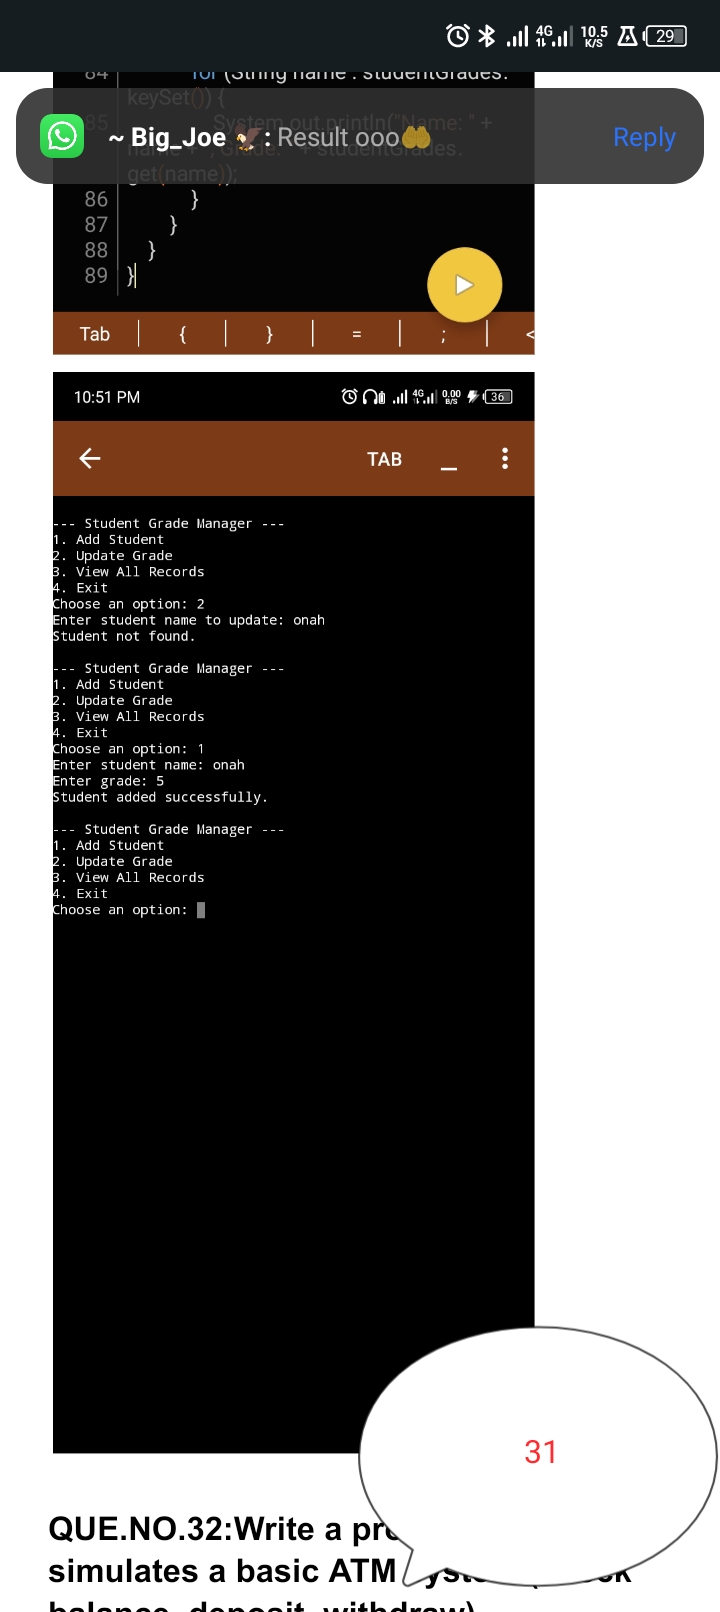 4G 10.5 K/S 29
84 for (String name : studentGrades.
keySet()) {
~ Big_Joe 🦅 : Result ooo🤲 Reply
85 System.out.println("Name: " +
name + ", Grade: " + studentGrades.
get(name));
86 }
87 }
88 }
89 }
Tab { } = ; <
10:51 PM 4G 0.00 B/S 36
TAB _
--- Student Grade Manager ---
1. Add Student
2. Update Grade
3. View All Records
4. Exit
Choose an option: 2
Enter student name to update: onah
Student not found.
--- Student Grade Manager ---
1. Add Student
2. Update Grade
3. View All Records
4. Exit
Choose an option: 1
Enter student name: onah
Enter grade: 5
Student added successfully.
--- Student Grade Manager ---
1. Add Student
2. Update Grade
3. View All Records
4. Exit
Choose an option:
31
QUE.NO.32:Write a
simulates a basic ATM
balance, deposit, withdraw)